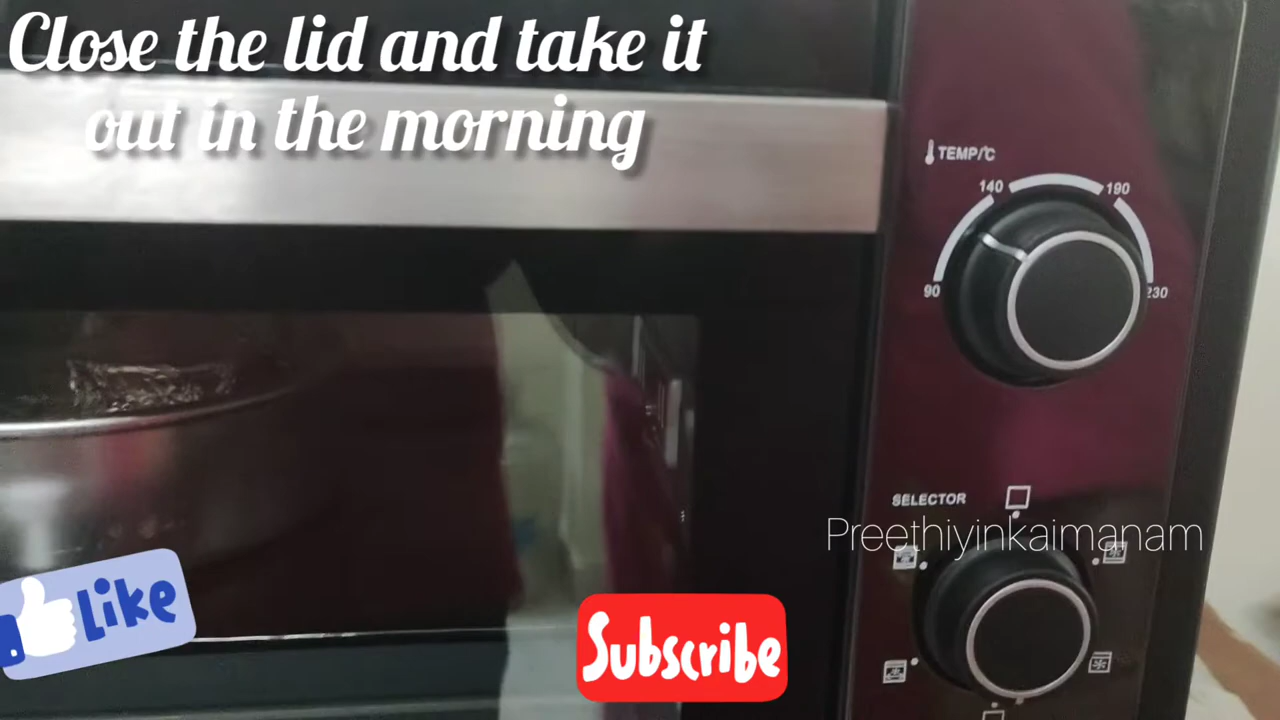 Close the lid and take it
out in the morning
TEMP/°C
140
190
90
230
SELECTOR
Preethiyinkaimanam
Like
Subscribe